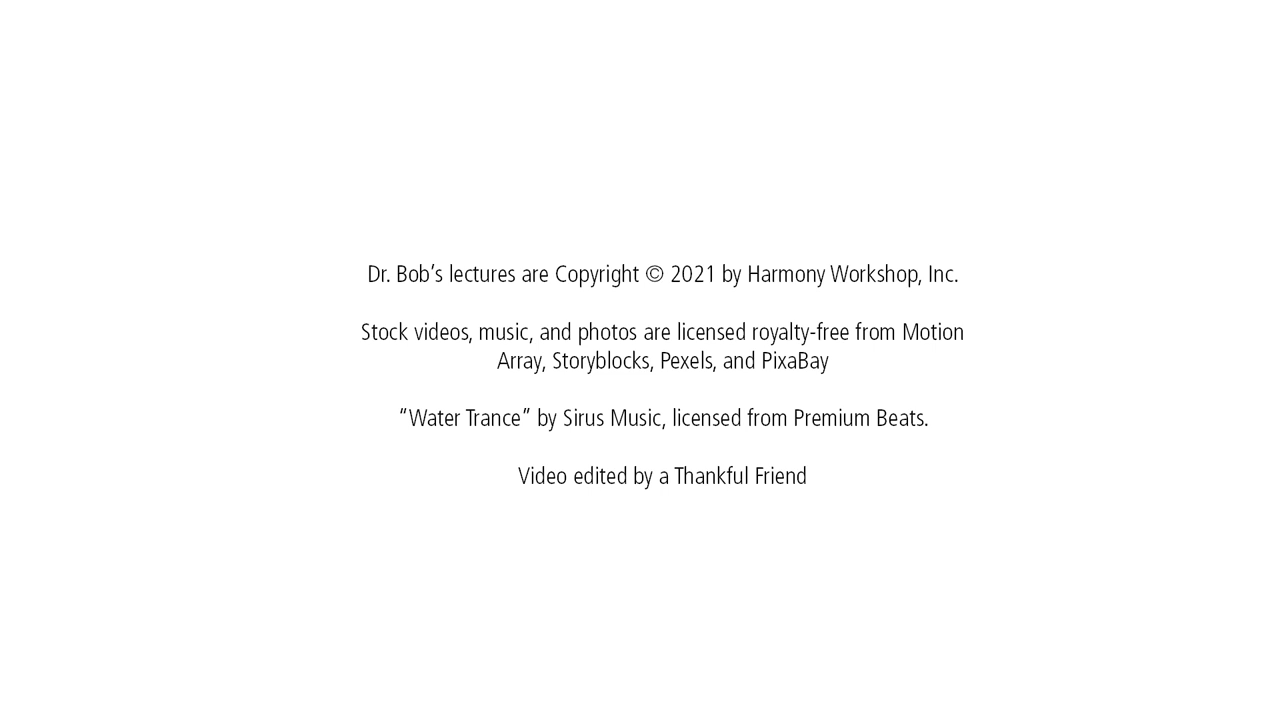 Dr. Bob’s lectures are Copyright © 2021 by Harmony Workshop, Inc.
Stock videos, music, and photos are licensed royalty-free from Motion
Array, Storyblocks, Pexels, and PixaBay
“Water Trance” by Sirus Music, licensed from Premium Beats.
Video edited by a Thankful Friend